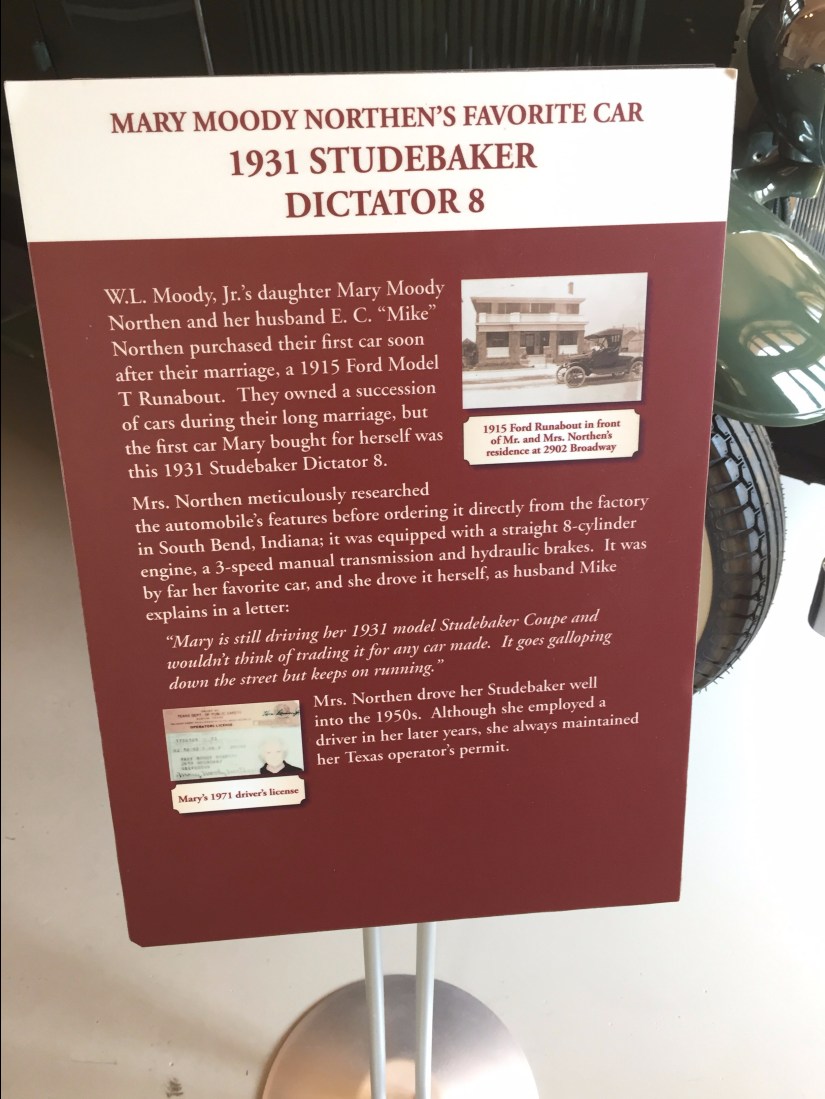 MARY MOODY NORTHEN'S FAVORITE CAR
1931 STUDEBAKER
DICTATOR 8
W.L. Moody, Jr.'s daughter Mary Moody
Northen and her husband E. C. “Mike”
Northen purchased their first car soon
after their marriage, a 1915 Ford Model
T Runabout. They owned a succession
of cars during their long marriage, but
the first car Mary bought for herself was
this 1931 Studebaker Dictator 8.
1915 Ford Runabout in front
of Mr. and Mrs. Northen's
residence at 2902 Broadway
Mrs. Northen meticulously researched
the automobile's features before ordering it directly from the factory
in South Bend, Indiana; it was equipped with a straight 8-cylinder
engine, a 3-speed manual transmission and hydraulic brakes. It was
by far her favorite car, and she drove it herself, as husband Mike
explains in a letter:
“Mary is still driving her 1931 model Studebaker Coupe and
wouldn't think of trading it for any car made. It goes galloping
down the street but keeps on running.”
Mrs. Northen drove her Studebaker well
into the 1950s. Although she employed a
driver in her later years, she always maintained
her Texas operator's permit.
OPERATORS LICENSE
Mary's 1971 driver's license